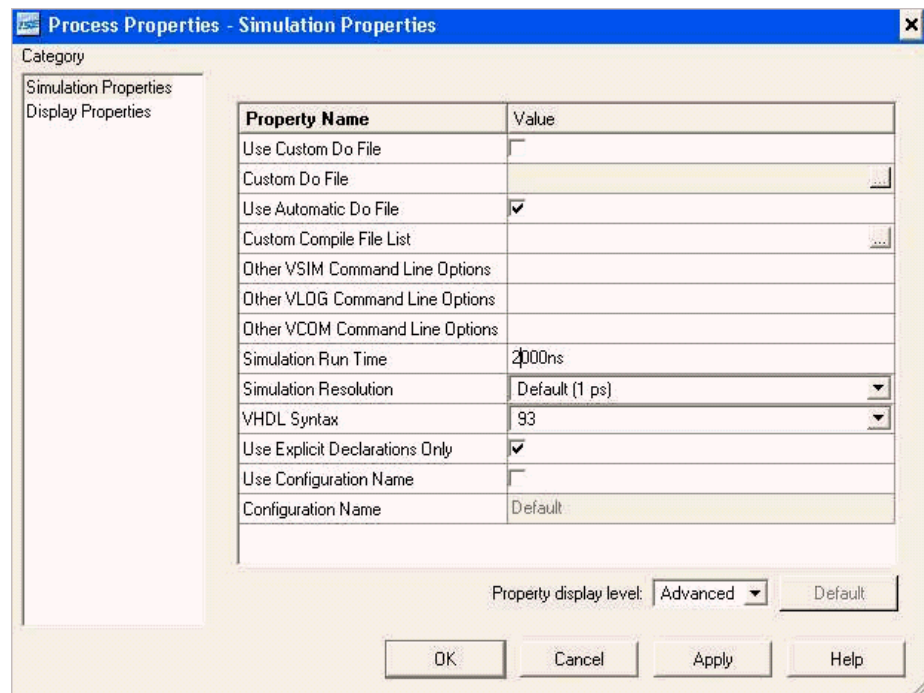 ISE Process Properties - Simulation Properties
Category
Simulation Properties
Display Properties
Property Name Value
Use Custom Do File
Custom Do File ...
Use Automatic Do File
Custom Compile File List ...
Other VSIM Command Line Options
Other VLOG Command Line Options
Other VCOM Command Line Options
Simulation Run Time 2000ns
Simulation Resolution Default (1 ps)
VHDL Syntax 93
Use Explicit Declarations Only
Use Configuration Name
Configuration Name Default
Property display level: Advanced Default
OK Cancel Apply Help